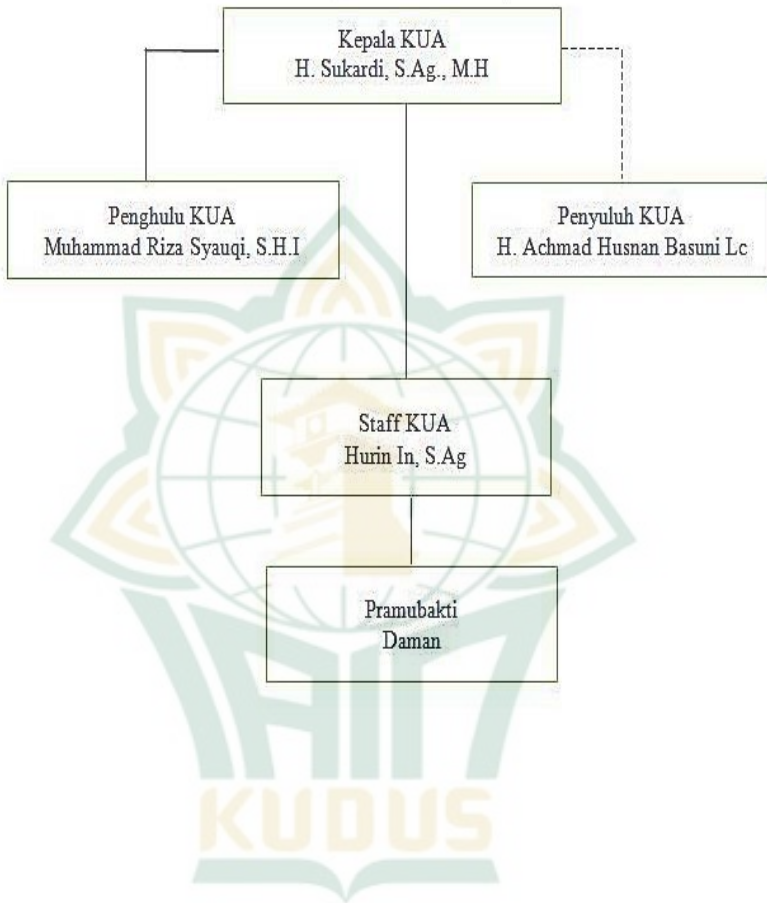 Kepala KUA
H. Sukardi, S.Ag., M.H
Penghulu KUA
Muhammad Riza Syauqi, S.H.I
Penyuluh KUA
H. Achmad Husnan Basuni Lc
Staff KUA
Hurin In, S.Ag
Pramubakti
Daman
IAIN
KUDUS